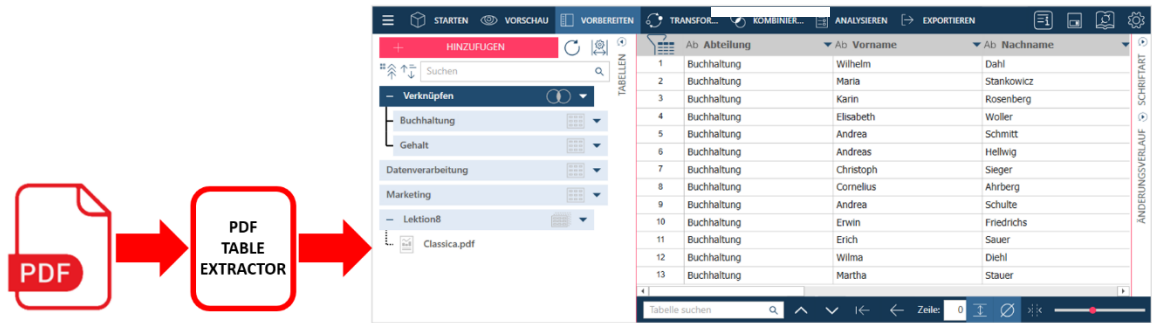 STARTEN VORSCHAU VORBEREITEN TRANSFOR... KOMBINIER... ANALYSIEREN EXPORTIEREN
HINZUFUGEN
Suchen
Verknüpfen
Buchhaltung
Gehalt
Datenverarbeitung
Marketing
Lektion8
Classica.pdf
TABELLEN
Ab Abteilung Ab Vorname Ab Nachname
1 Buchhaltung Wilhelm Dahl
2 Buchhaltung Maria Stankowicz
3 Buchhaltung Karin Rosenberg
4 Buchhaltung Elisabeth Woller
5 Buchhaltung Andrea Schmitt
6 Buchhaltung Andreas Hellwig
7 Buchhaltung Christoph Sieger
8 Buchhaltung Cornelius Ahrberg
9 Buchhaltung Andrea Schulte
10 Buchhaltung Erwin Friedrichs
11 Buchhaltung Erich Sauer
12 Buchhaltung Wilma Diehl
13 Buchhaltung Martha Stauer
Tabelle suchen Zeile: 0
SCHRIFTART
ÄNDERUNGSVERLAUF
PDF
PDF
TABLE
EXTRACTOR